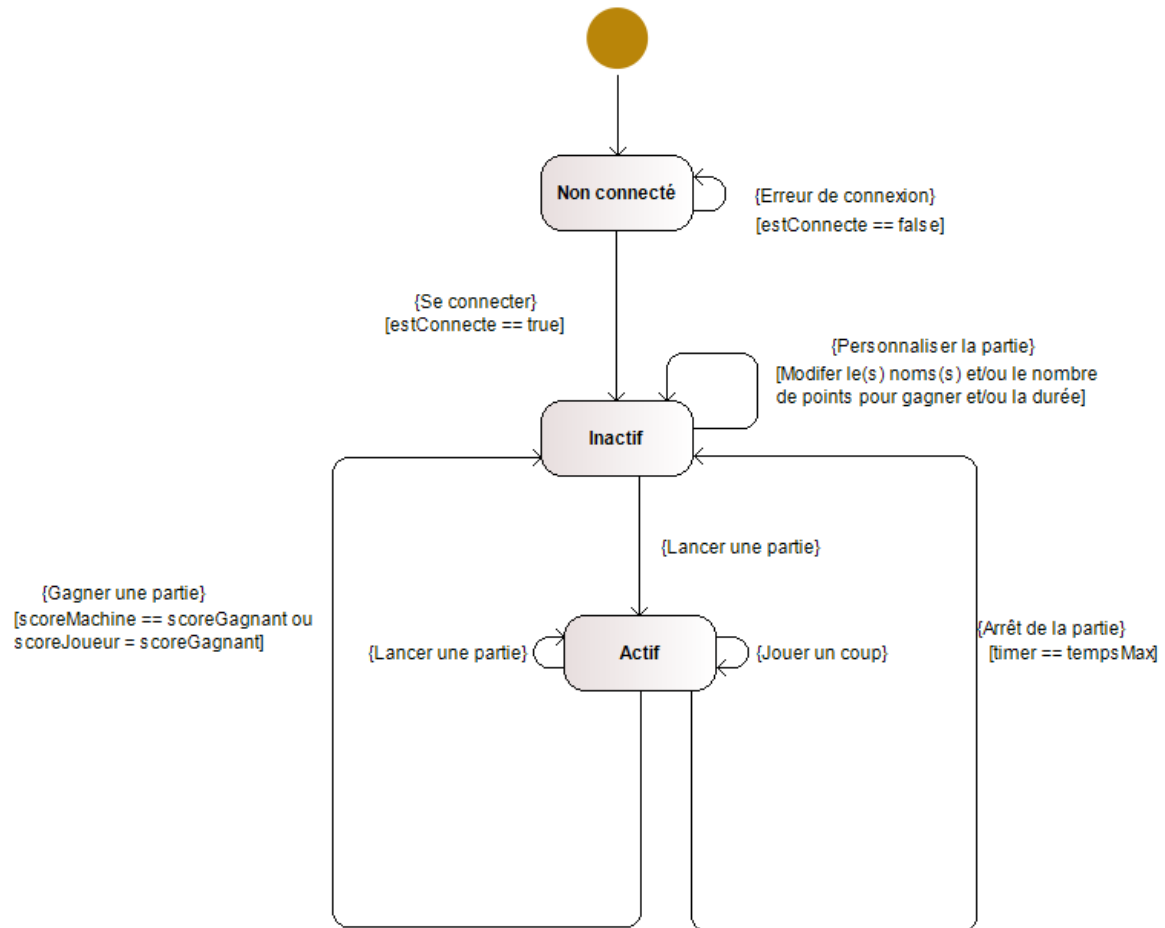 Non connecté
{Erreur de connexion}
[estConnecte == false]
{Se connecter}
[estConnecte == true]
{Personnaliser la partie}
[Modifer le(s) noms(s) et/ou le nombre
de points pour gagner et/ou la durée]
Inactif
{Lancer une partie}
{Gagner une partie}
[scoreMachine == scoreGagnant ou
scoreJoueur = scoreGagnant]
{Lancer une partie}
Actif
{Jouer un coup}
{Arrêt de la partie}
[timer == tempsMax]